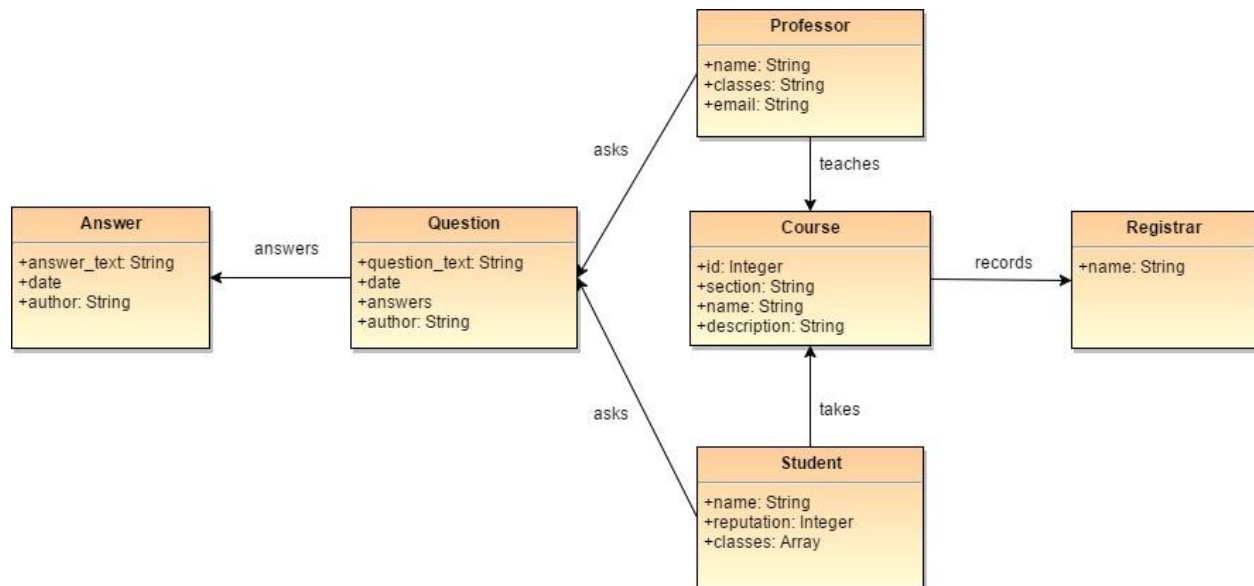 Professor
+name: String
+classes: String
+email: String
asks
teaches
Answer
+answer_text: String
+date
+author: String
answers
Question
+question_text: String
+date
+answers
+author: String
Course
+id: Integer
+section: String
+name: String
+description: String
records
Registrar
+name: String
asks
takes
Student
+name: String
+reputation: Integer
+classes: Array